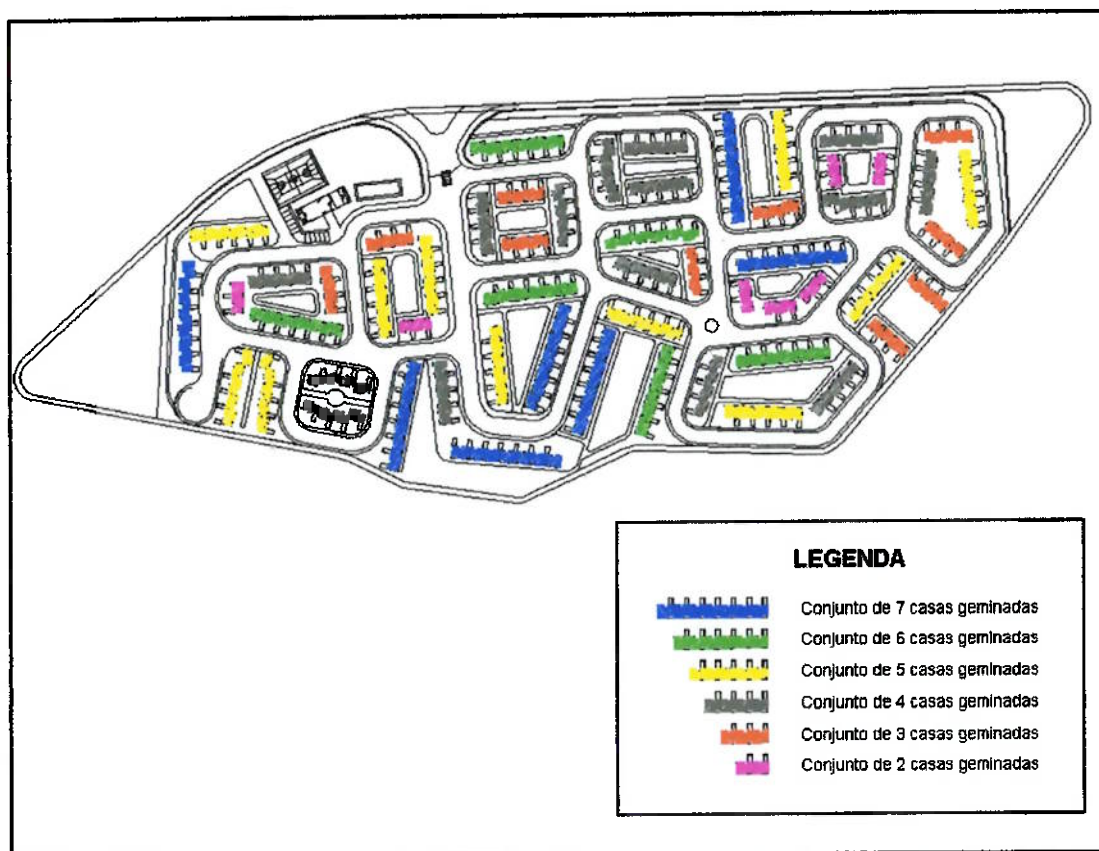 LEGENDA
Conjunto de 7 casas geminadas
Conjunto de 6 casas geminadas
Conjunto de 5 casas geminadas
Conjunto de 4 casas geminadas
Conjunto de 3 casas geminadas
Conjunto de 2 casas geminadas